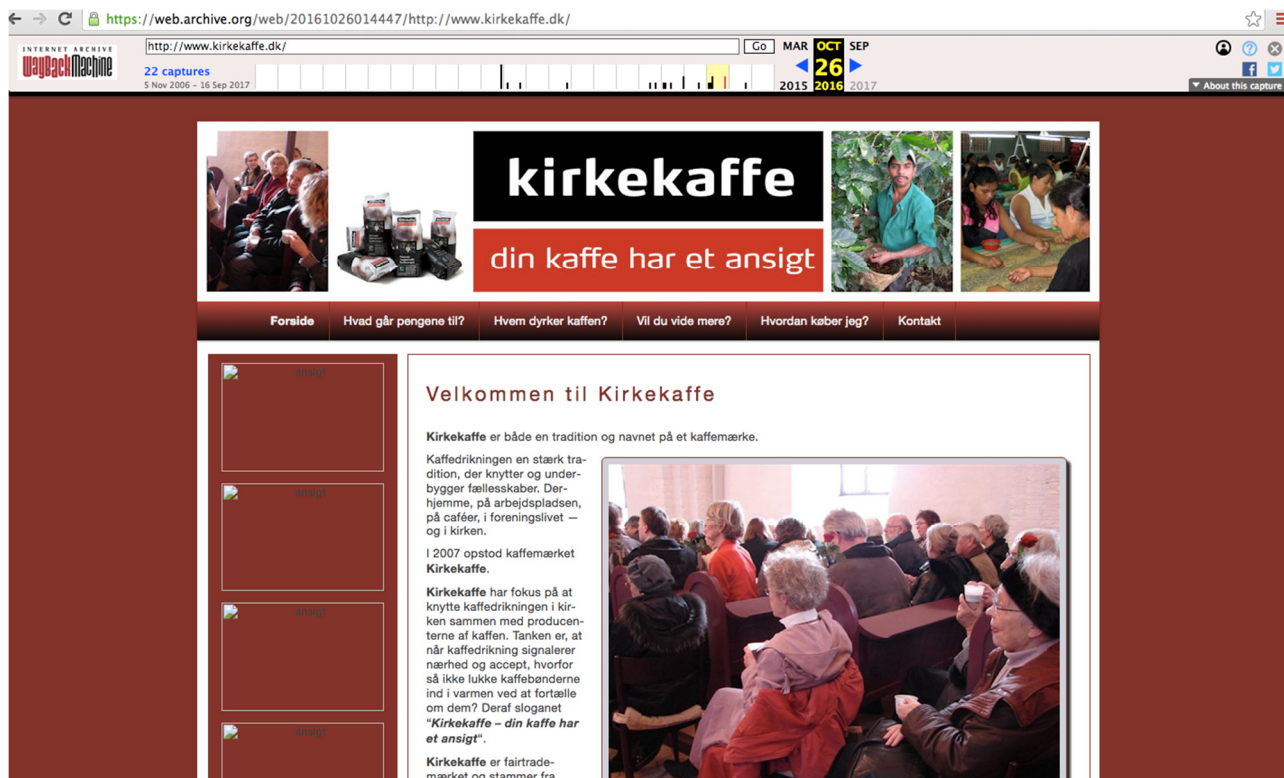 https://web.archive.org/web/20161026014447/http://www.kirkekaffe.dk/
INTERNET ARCHIVE
WayBackMachine
http://www.kirkekaffe.dk/
Go
MAR OCT SEP
22 captures
26
5 Nov 2006 – 16 Sep 2017
2015 2016 2017
▼ About this capture
kirkekaffe
din kaffe har et ansigt
Forside Hvad går pengene til? Hvem dyrker kaffen? Vil du vide mere? Hvordan køber jeg? Kontakt
ansigt
ansigt
ansigt
ansigt
Velkommen til Kirkekaffe
Kirkekaffe er både en tradition og navnet på et kaffemærke.
Kaffedrikningen en stærk tra-
dition, der knytter og under-
bygger fællesskaber. Der-
hjemme, på arbejdspladsen,
på caféer, i foreningslivet —
og i kirken.
I 2007 opstod kaffemærket
Kirkekaffe.
Kirkekaffe har fokus på at
knytte kaffedrikningen i kir-
ken sammen med producen-
terne af kaffen. Tanken er, at
når kaffedrikning signalerer
nærhed og accept, hvorfor
så ikke lukke kaffebønderne
ind i varmen ved at fortælle
om dem? Deraf sloganet
“Kirkekaffe – din kaffe har
et ansigt“.
Kirkekaffe er fairtrade-
mærket og stammer fra